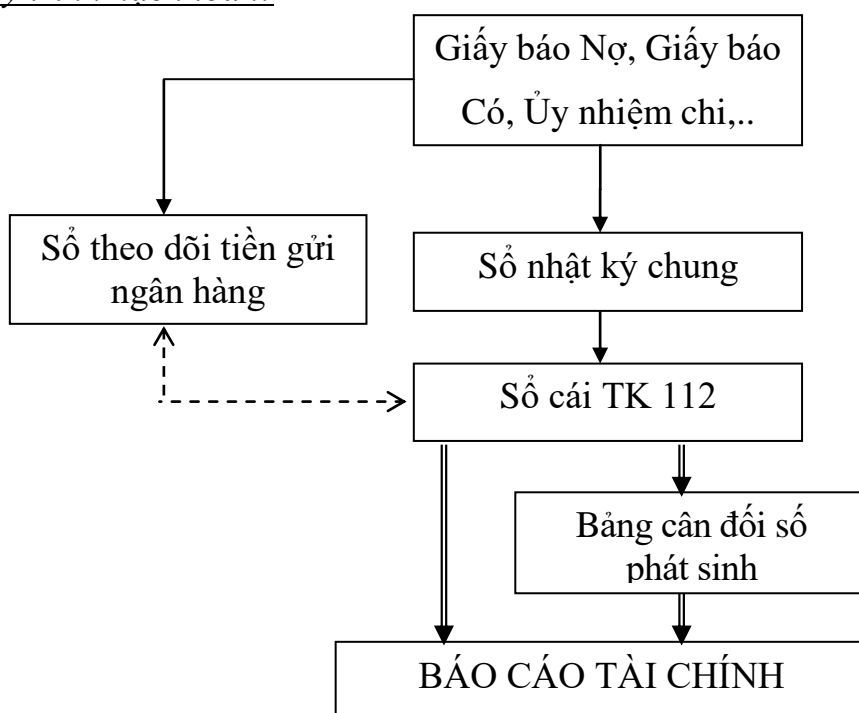 Giấy báo Nợ, Giấy báo
Có, Ủy nhiệm chi,..
Sổ theo dõi tiền gửi
ngân hàng
Sổ nhật ký chung
Sổ cái TK 112
Bảng cân đối số
phát sinh
BÁO CÁO TÀI CHÍNH